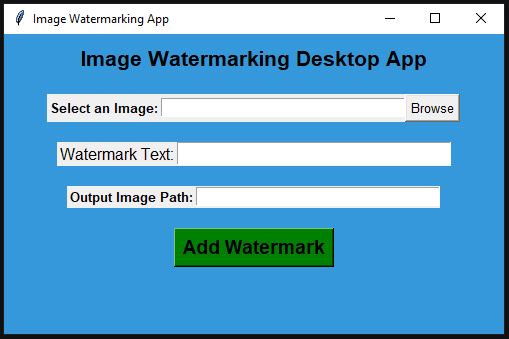 Image Watermarking App
Image Watermarking Desktop App
Select an Image: Browse
Watermark Text:
Output Image Path:
Add Watermark